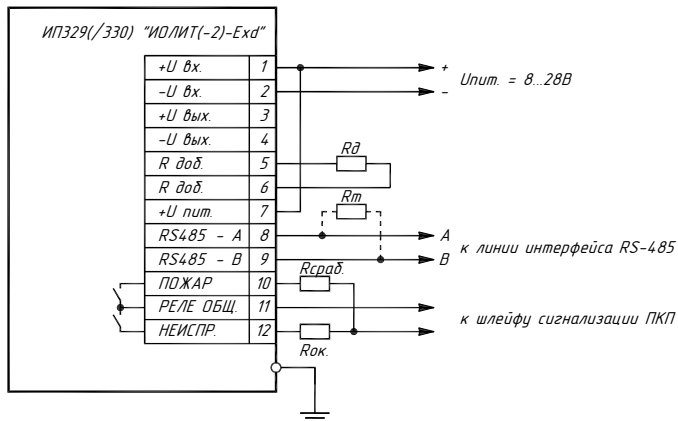 ИП329(/330) "ИОЛИТ(-2)-Exd"
+U вх. 1 +
-U вх. 2 -
Uпит. = 8...28В
+U вых. 3
-U вых. 4
R доб. 5 Rд
R доб. 6
+U пит. 7 Rт
RS485 - A 8 A
RS485 - B 9 B
к линии интерфейса RS-485
ПОЖАР 10 Rсраб.
РЕЛЕ ОБЩ. 11
НЕИСПР. 12
к шлейфу сигнализации ПКП
Rок.